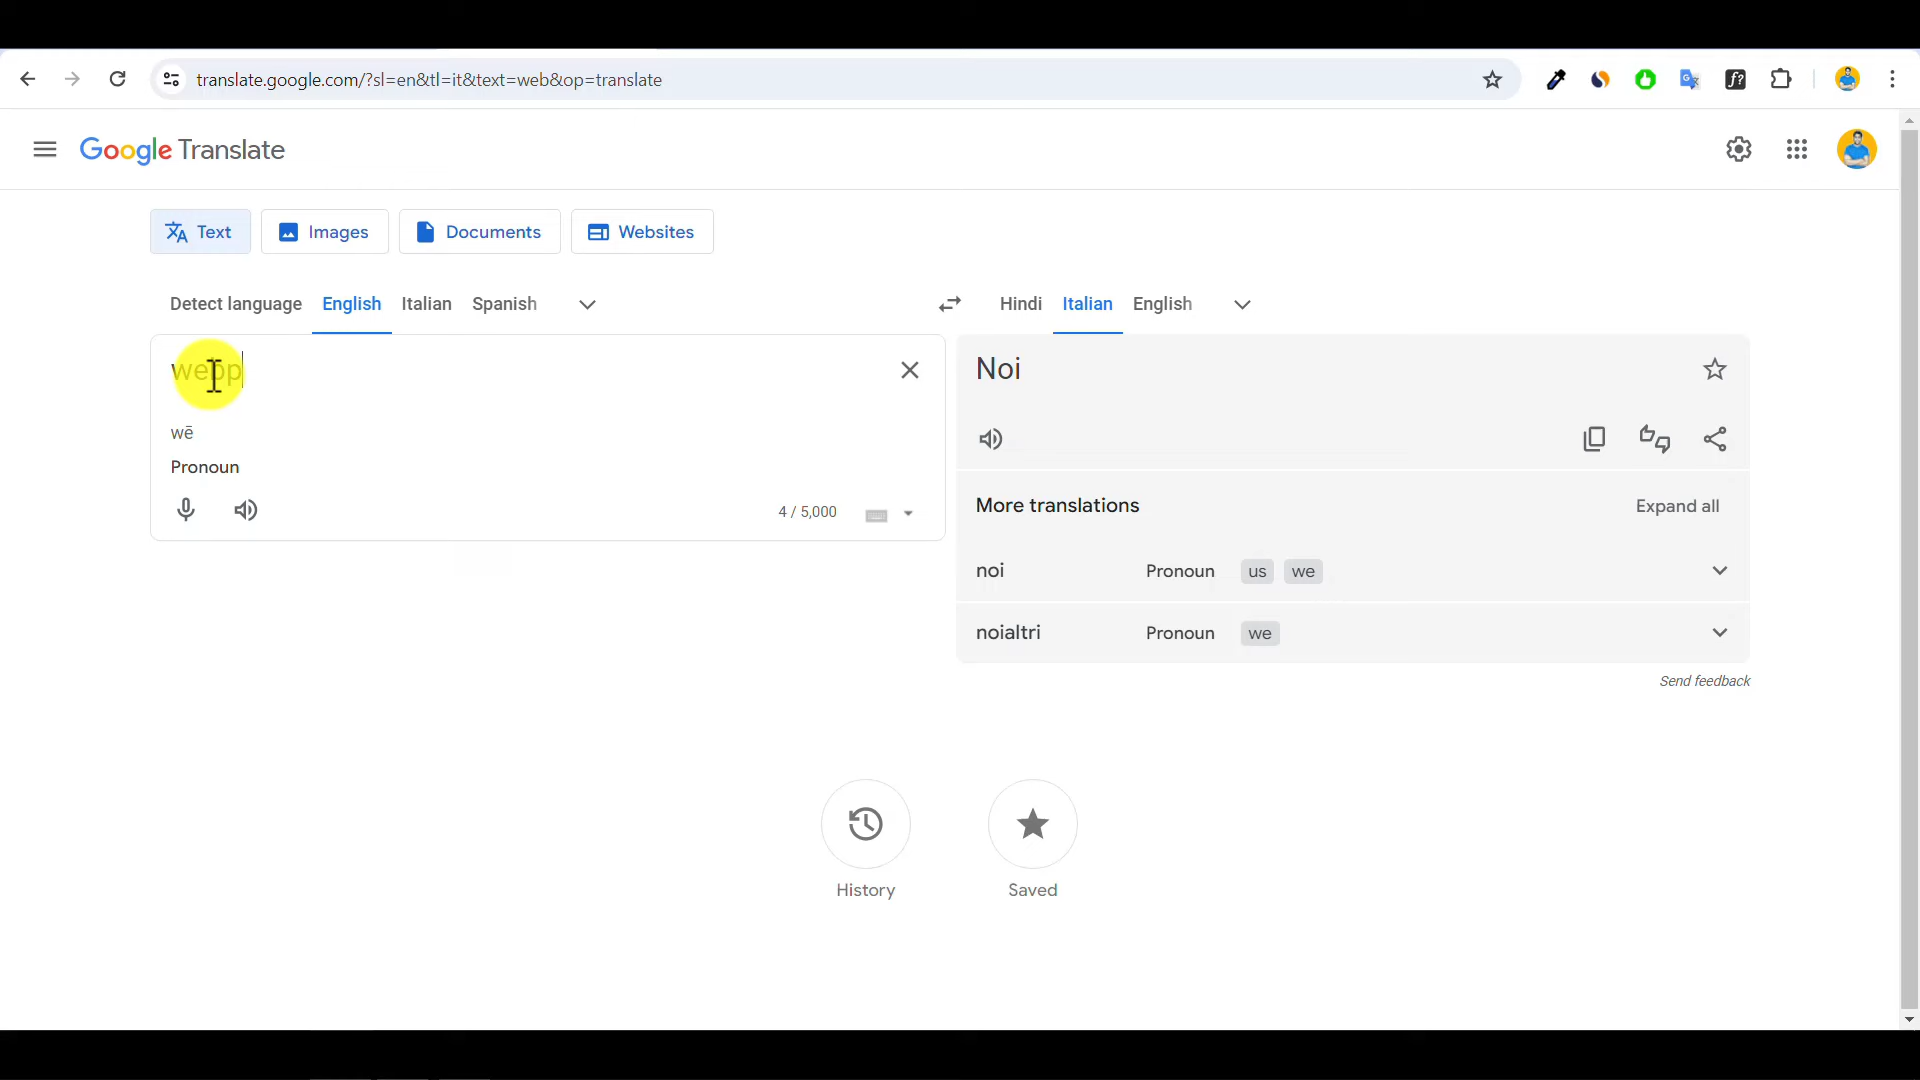 translate.google.com/?sl=en&tl=it&text=web&op=translate
Google Translate
Text Images Documents Websites
Detect language English Italian Spanish
Hindi Italian English
Noi
wē
Pronoun
4 / 5,000
More translations Expand all
noi Pronoun us we
noialtri Pronoun we
Send feedback
History Saved